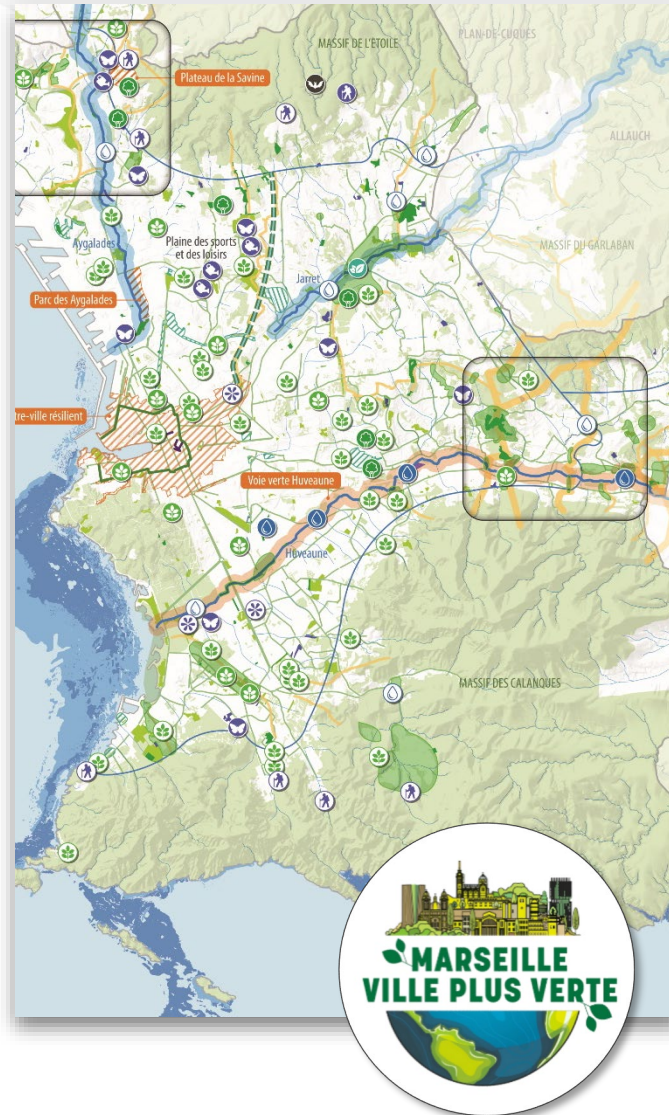 PLAN-DE-CUQUES
MASSIF DE L'ETOILE
Plateau de la Savine
ALLAUCH
Aygalades
Plaine des sports
et des loisirs
MASSIF DU GARLABAN
Jarret
Parc des Aygalades
tre-ville résilient
Voie verte Huveaune
Huveaune
MASSIF DES CALANQUES
MARSEILLE
VILLE PLUS VERTE